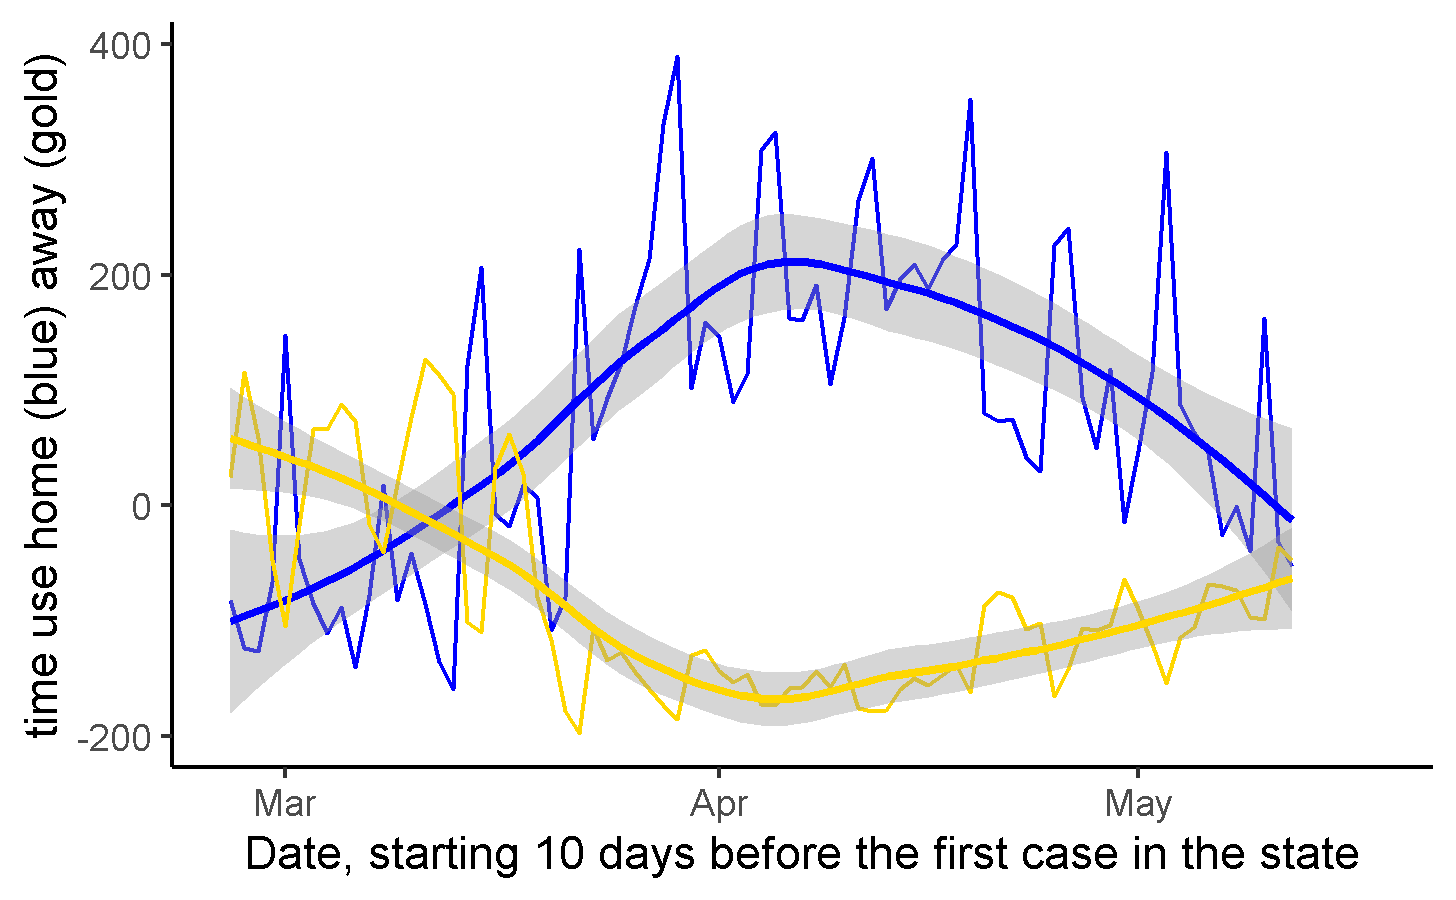 time use home (blue) away (gold)
400
200
0
-200
Mar
Apr
May
Date, starting 10 days before the first case in the state